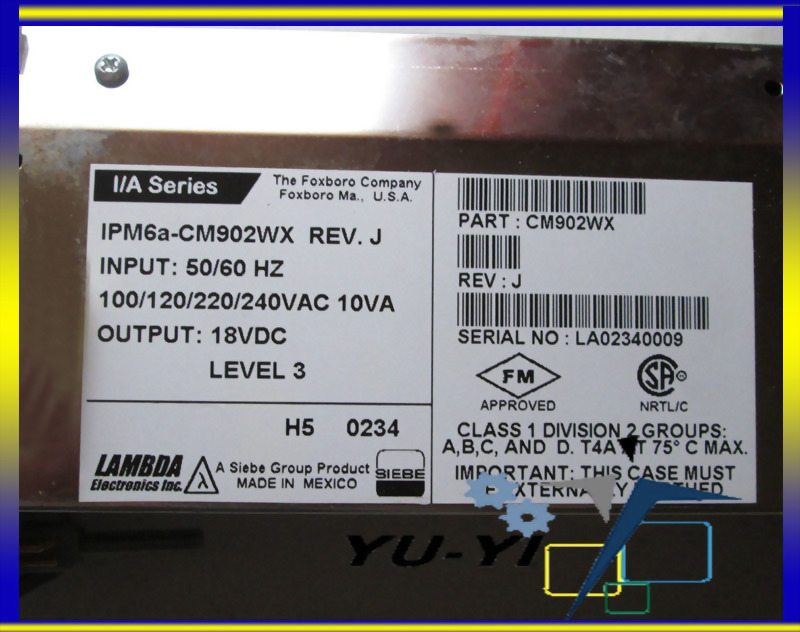 I/A Series
The Foxboro Company
Foxboro Ma., U.S.A.
IPM6a-CM902WX REV. J
INPUT: 50/60 HZ
100/120/220/240VAC 10VA
OUTPUT: 18VDC
LEVEL 3
H5 0234
LAMBDA
Electronics Inc.
A Siebe Group Product
MADE IN MEXICO
SIEBE
PART : CM902WX
REV : J
SERIAL NO : LA02340009
FM
APPROVED
SA
NRTL/C
CLASS 1 DIVISION 2 GROUPS:
A,B,C, AND D. T4A 75° C MAX.
IMPORTANT: THIS CASE MUST
YU-YI